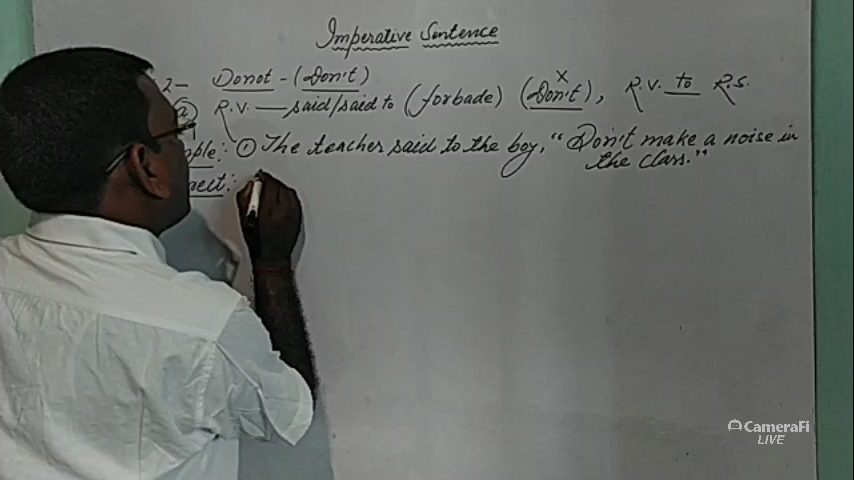 Imperative Sentence
2- Donot - (Don't)
(a) R.V. — said/said to (forbade) (Don't) x, R.V. to R.S.
① The teacher said to the boy, "Don't make a noise in
the class."
CameraFi
LIVE